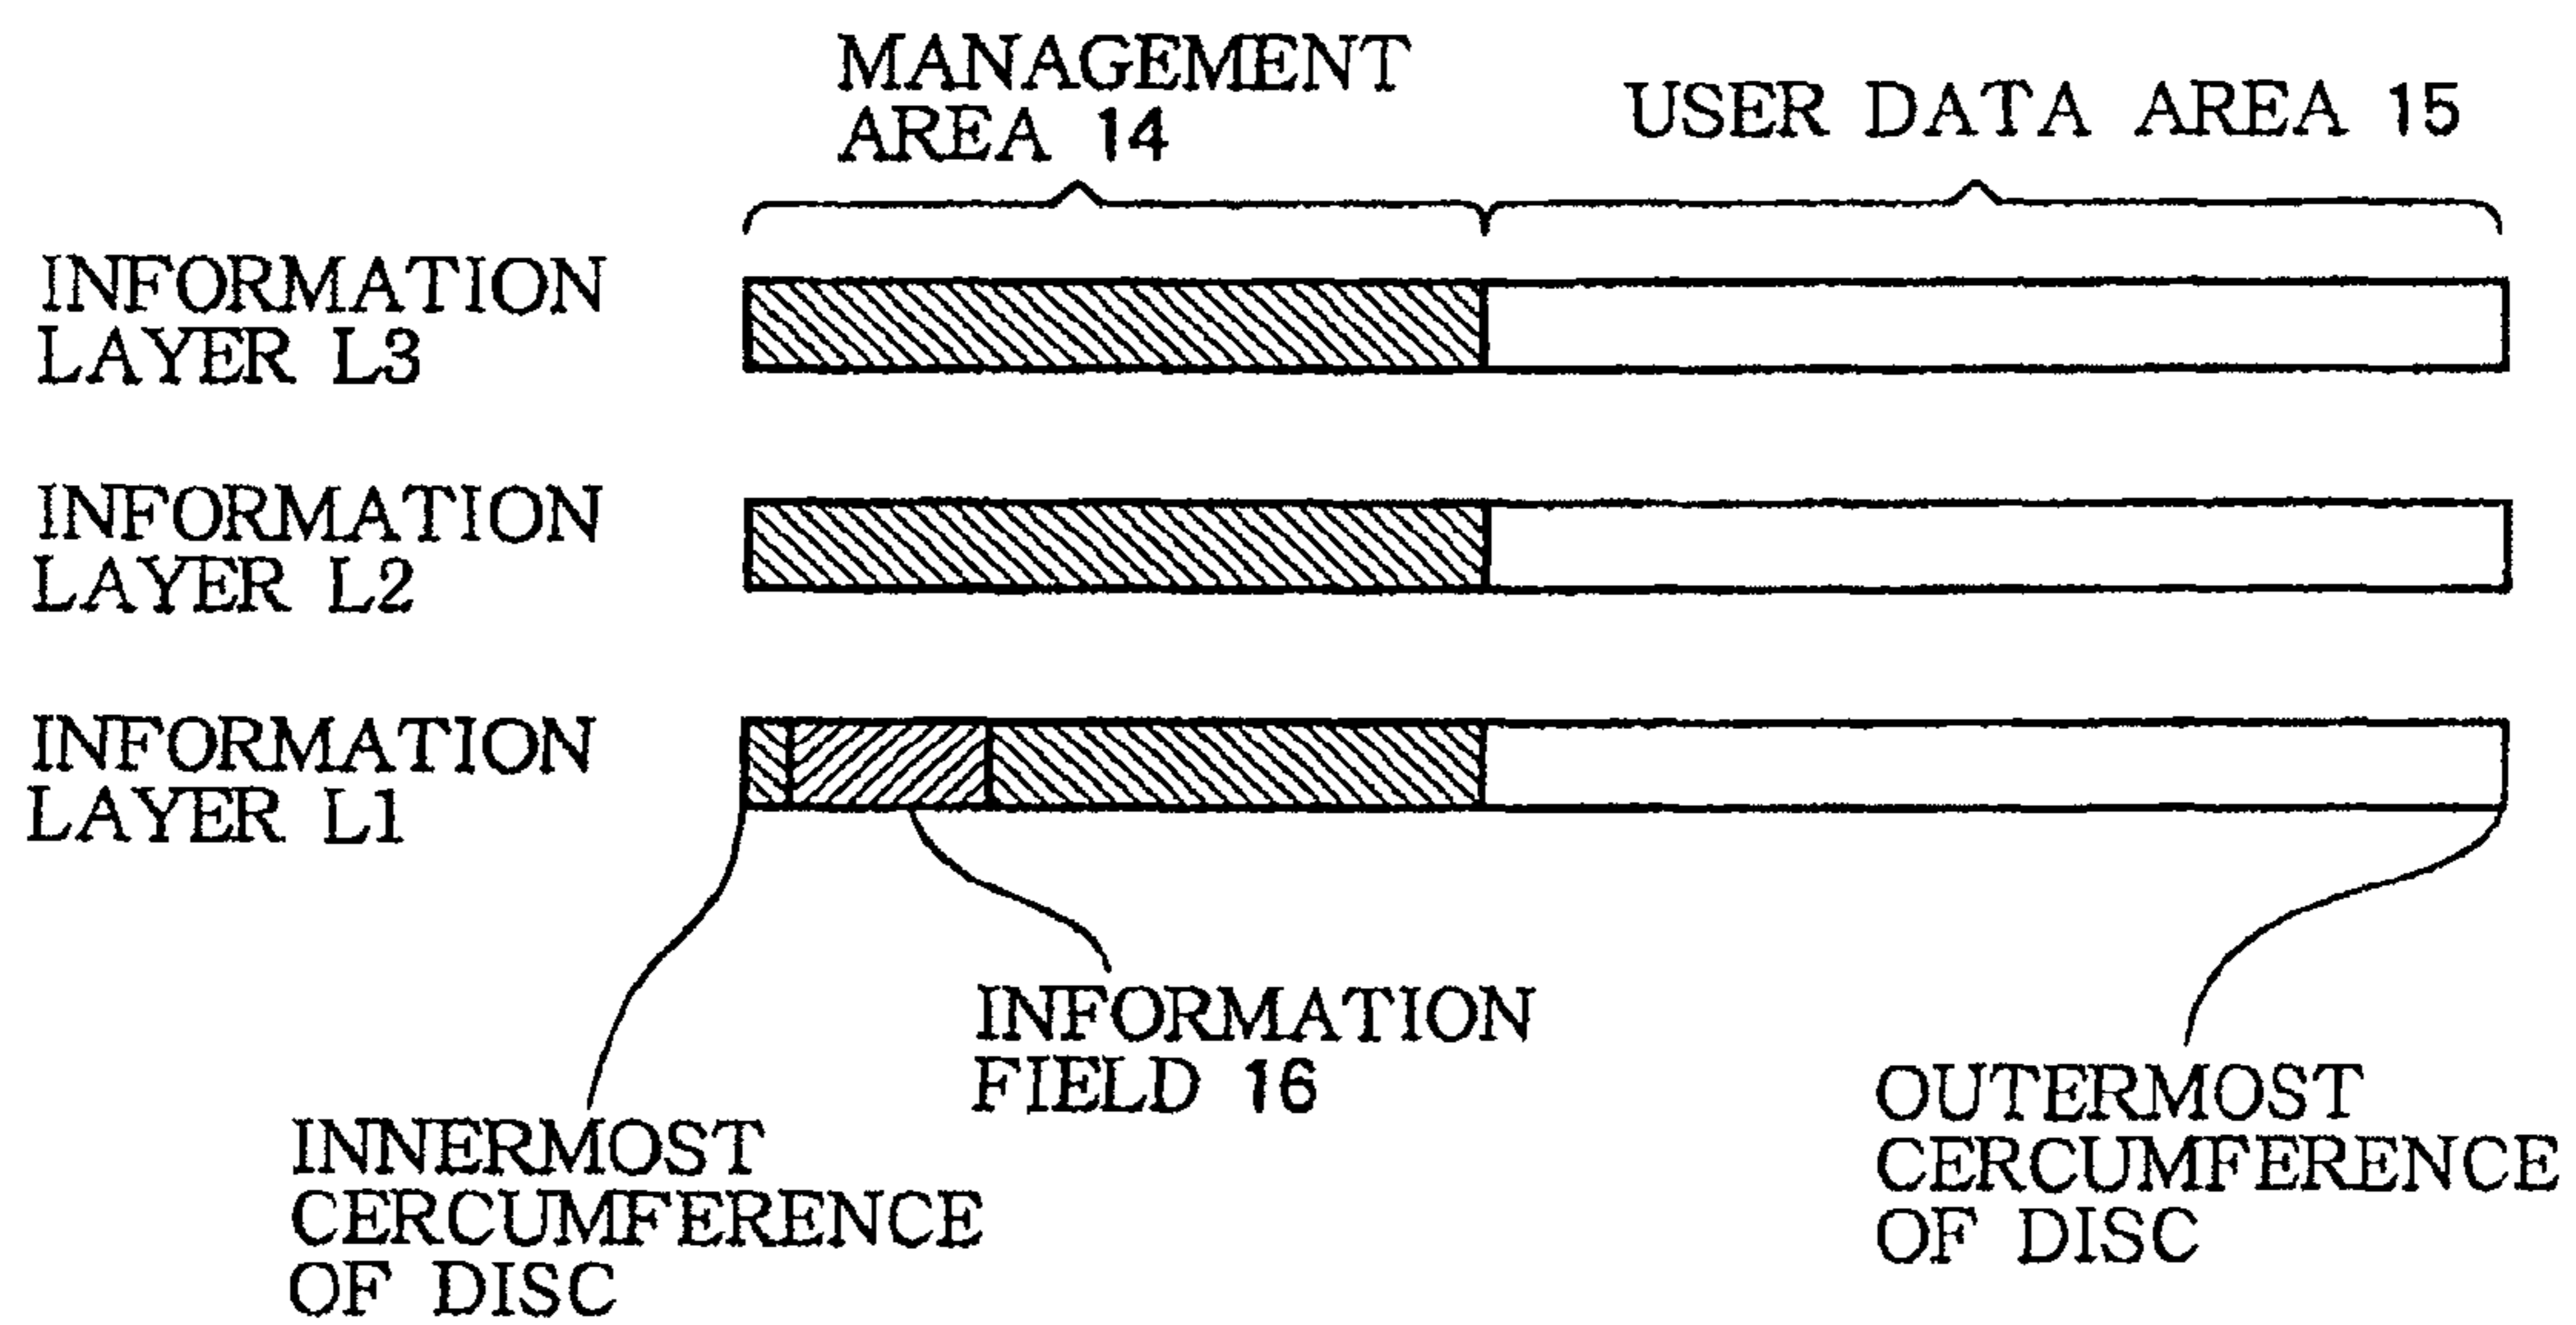 MANAGEMENT
AREA 14
USER DATA AREA 15
INFORMATION
LAYER L3
INFORMATION
LAYER L2
INFORMATION
LAYER L1
INFORMATION
FIELD 16
INNERMOST
CERCUMFERENCE
OF DISC
OUTERMOST
CERCUMFERENCE
OF DISC